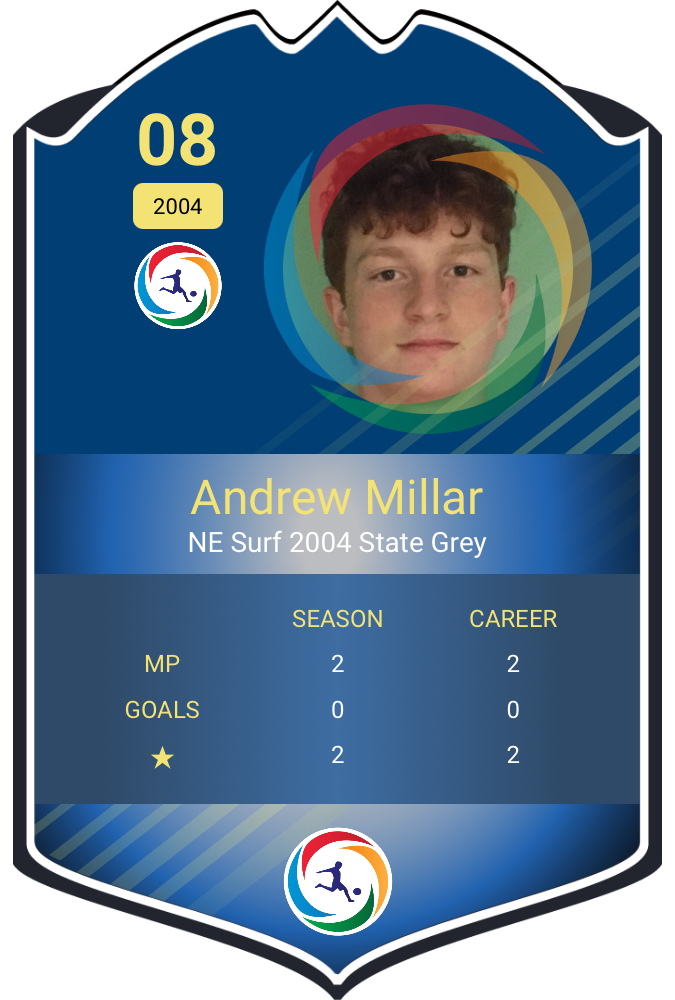 08
2004
Andrew Millar
NE Surf 2004 State Grey
SEASON CAREER
MP 2 2
GOALS 0 0
★ 2 2